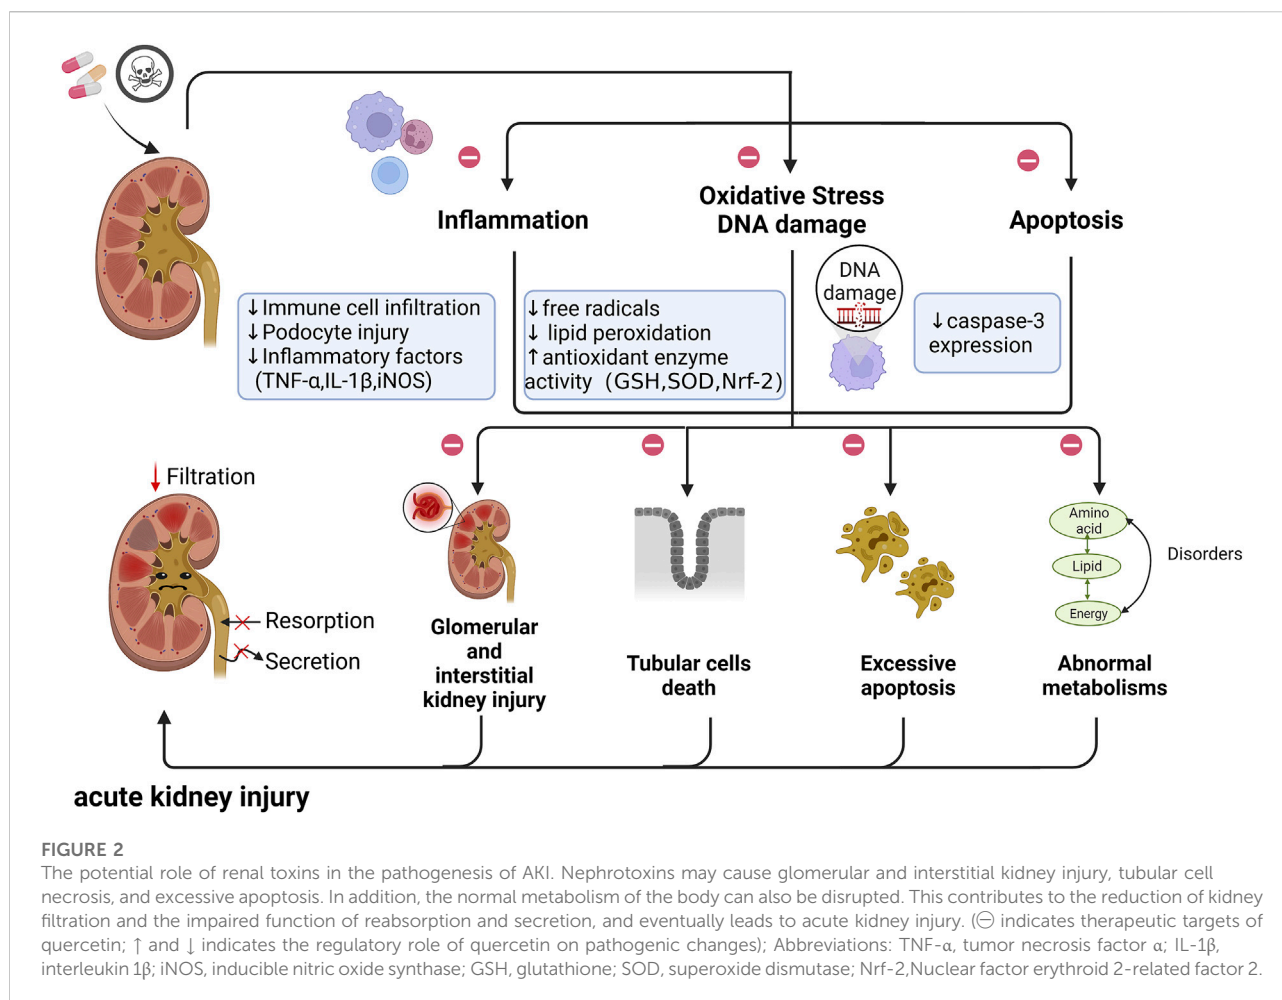 Inflammation
Oxidative Stress
DNA damage
Apoptosis
↓Immune cell infiltration
↓Podocyte injury
↓Inflammatory factors
(TNF-α,IL-1β,iNOS)
↓free radicals
↓ lipid peroxidation
↑antioxidant enzyme
activity (GSH,SOD,Nrf-2)
DNA
damage
↓caspase-3
expression
↓ Filtration
Resorption
Secretion
Glomerular
and
interstitial
kidney injury
Tubular cells
death
Excessive
apoptosis
Amino
acid
Lipid
Energy
Disorders
Abnormal
metabolisms
acute kidney injury
FIGURE 2
The potential role of renal toxins in the pathogenesis of AKI. Nephrotoxins may cause glomerular and interstitial kidney injury, tubular cell
necrosis, and excessive apoptosis. In addition, the normal metabolism of the body can also be disrupted. This contributes to the reduction of kidney
filtration and the impaired function of reabsorption and secretion, and eventually leads to acute kidney injury. (⊖ indicates therapeutic targets of
quercetin; ↑ and ↓ indicates the regulatory role of quercetin on pathogenic changes); Abbreviations: TNF-α, tumor necrosis factor α; IL-1β,
interleukin 1β; iNOS, inducible nitric oxide synthase; GSH, glutathione; SOD, superoxide dismutase; Nrf-2,Nuclear factor erythroid 2-related factor 2.